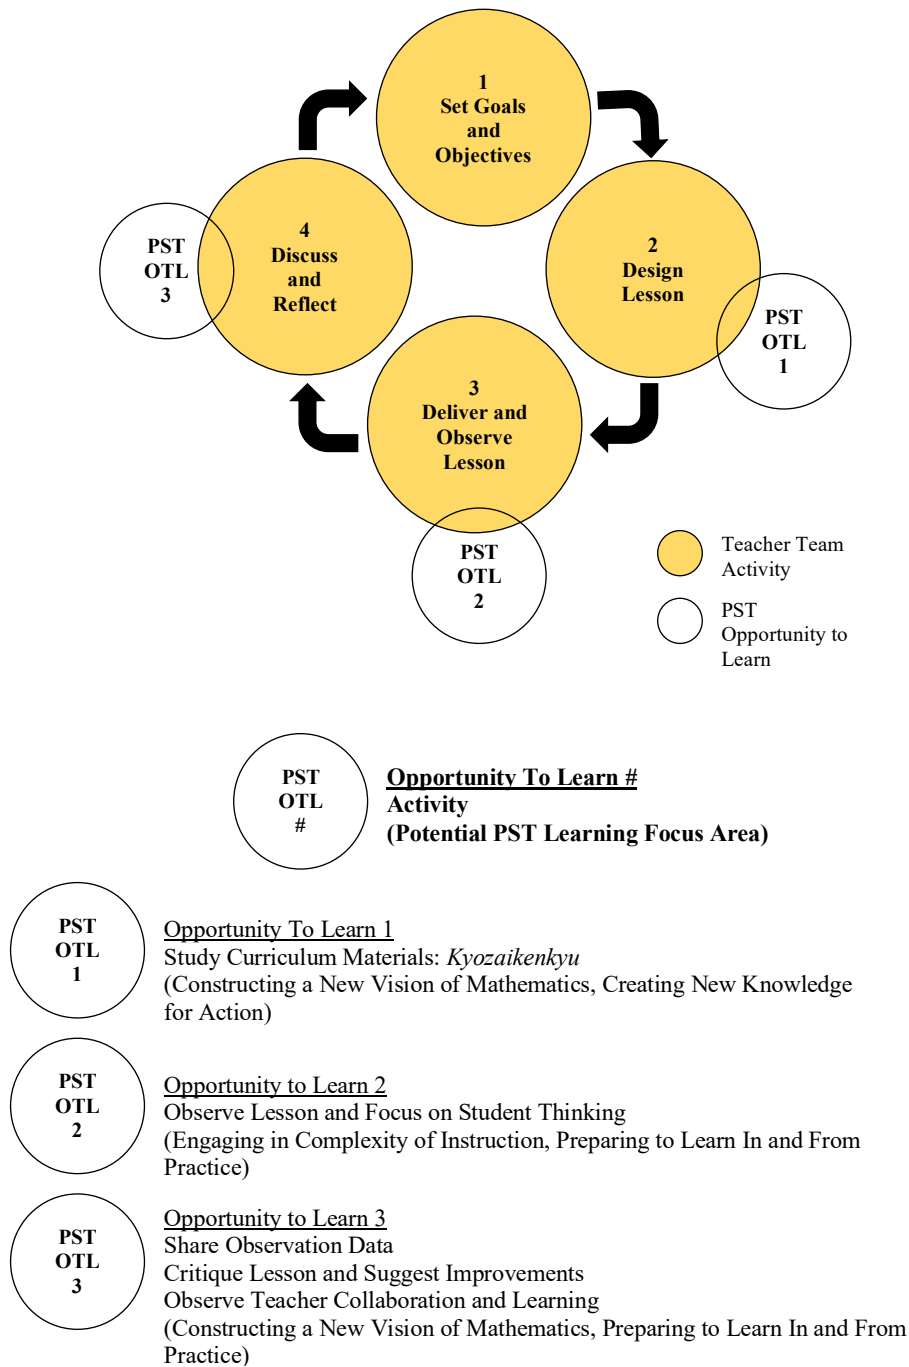 1
Set Goals
and
Objectives
4
Discuss
and
Reflect
PST
OTL
3
2
Design
Lesson
PST
OTL
1
3
Deliver and
Observe
Lesson
PST
OTL
2
Teacher Team
Activity
PST
Opportunity to
Learn
PST
OTL
#
Opportunity To Learn #
Activity
(Potential PST Learning Focus Area)
PST
OTL
1
Opportunity To Learn 1
Study Curriculum Materials: Kyozaikenkyu
(Constructing a New Vision of Mathematics, Creating New Knowledge
for Action)
PST
OTL
2
Opportunity to Learn 2
Observe Lesson and Focus on Student Thinking
(Engaging in Complexity of Instruction, Preparing to Learn In and From
Practice)
PST
OTL
3
Opportunity to Learn 3
Share Observation Data
Critique Lesson and Suggest Improvements
Observe Teacher Collaboration and Learning
(Constructing a New Vision of Mathematics, Preparing to Learn In and From
Practice)